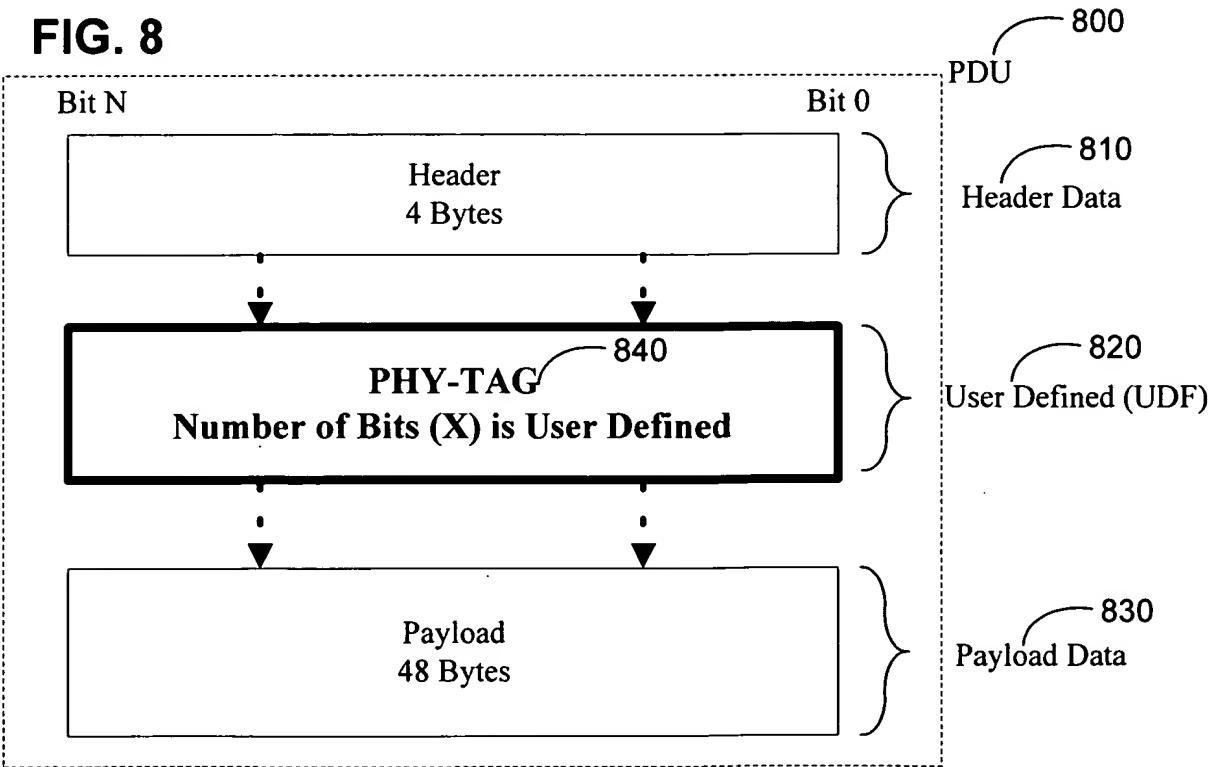 FIG. 8
800
PDU
Bit N
Bit 0
Header
4 Bytes
810
Header Data
PHY-TAG
840
Number of Bits (X) is User Defined
820
User Defined (UDF)
Payload
48 Bytes
830
Payload Data